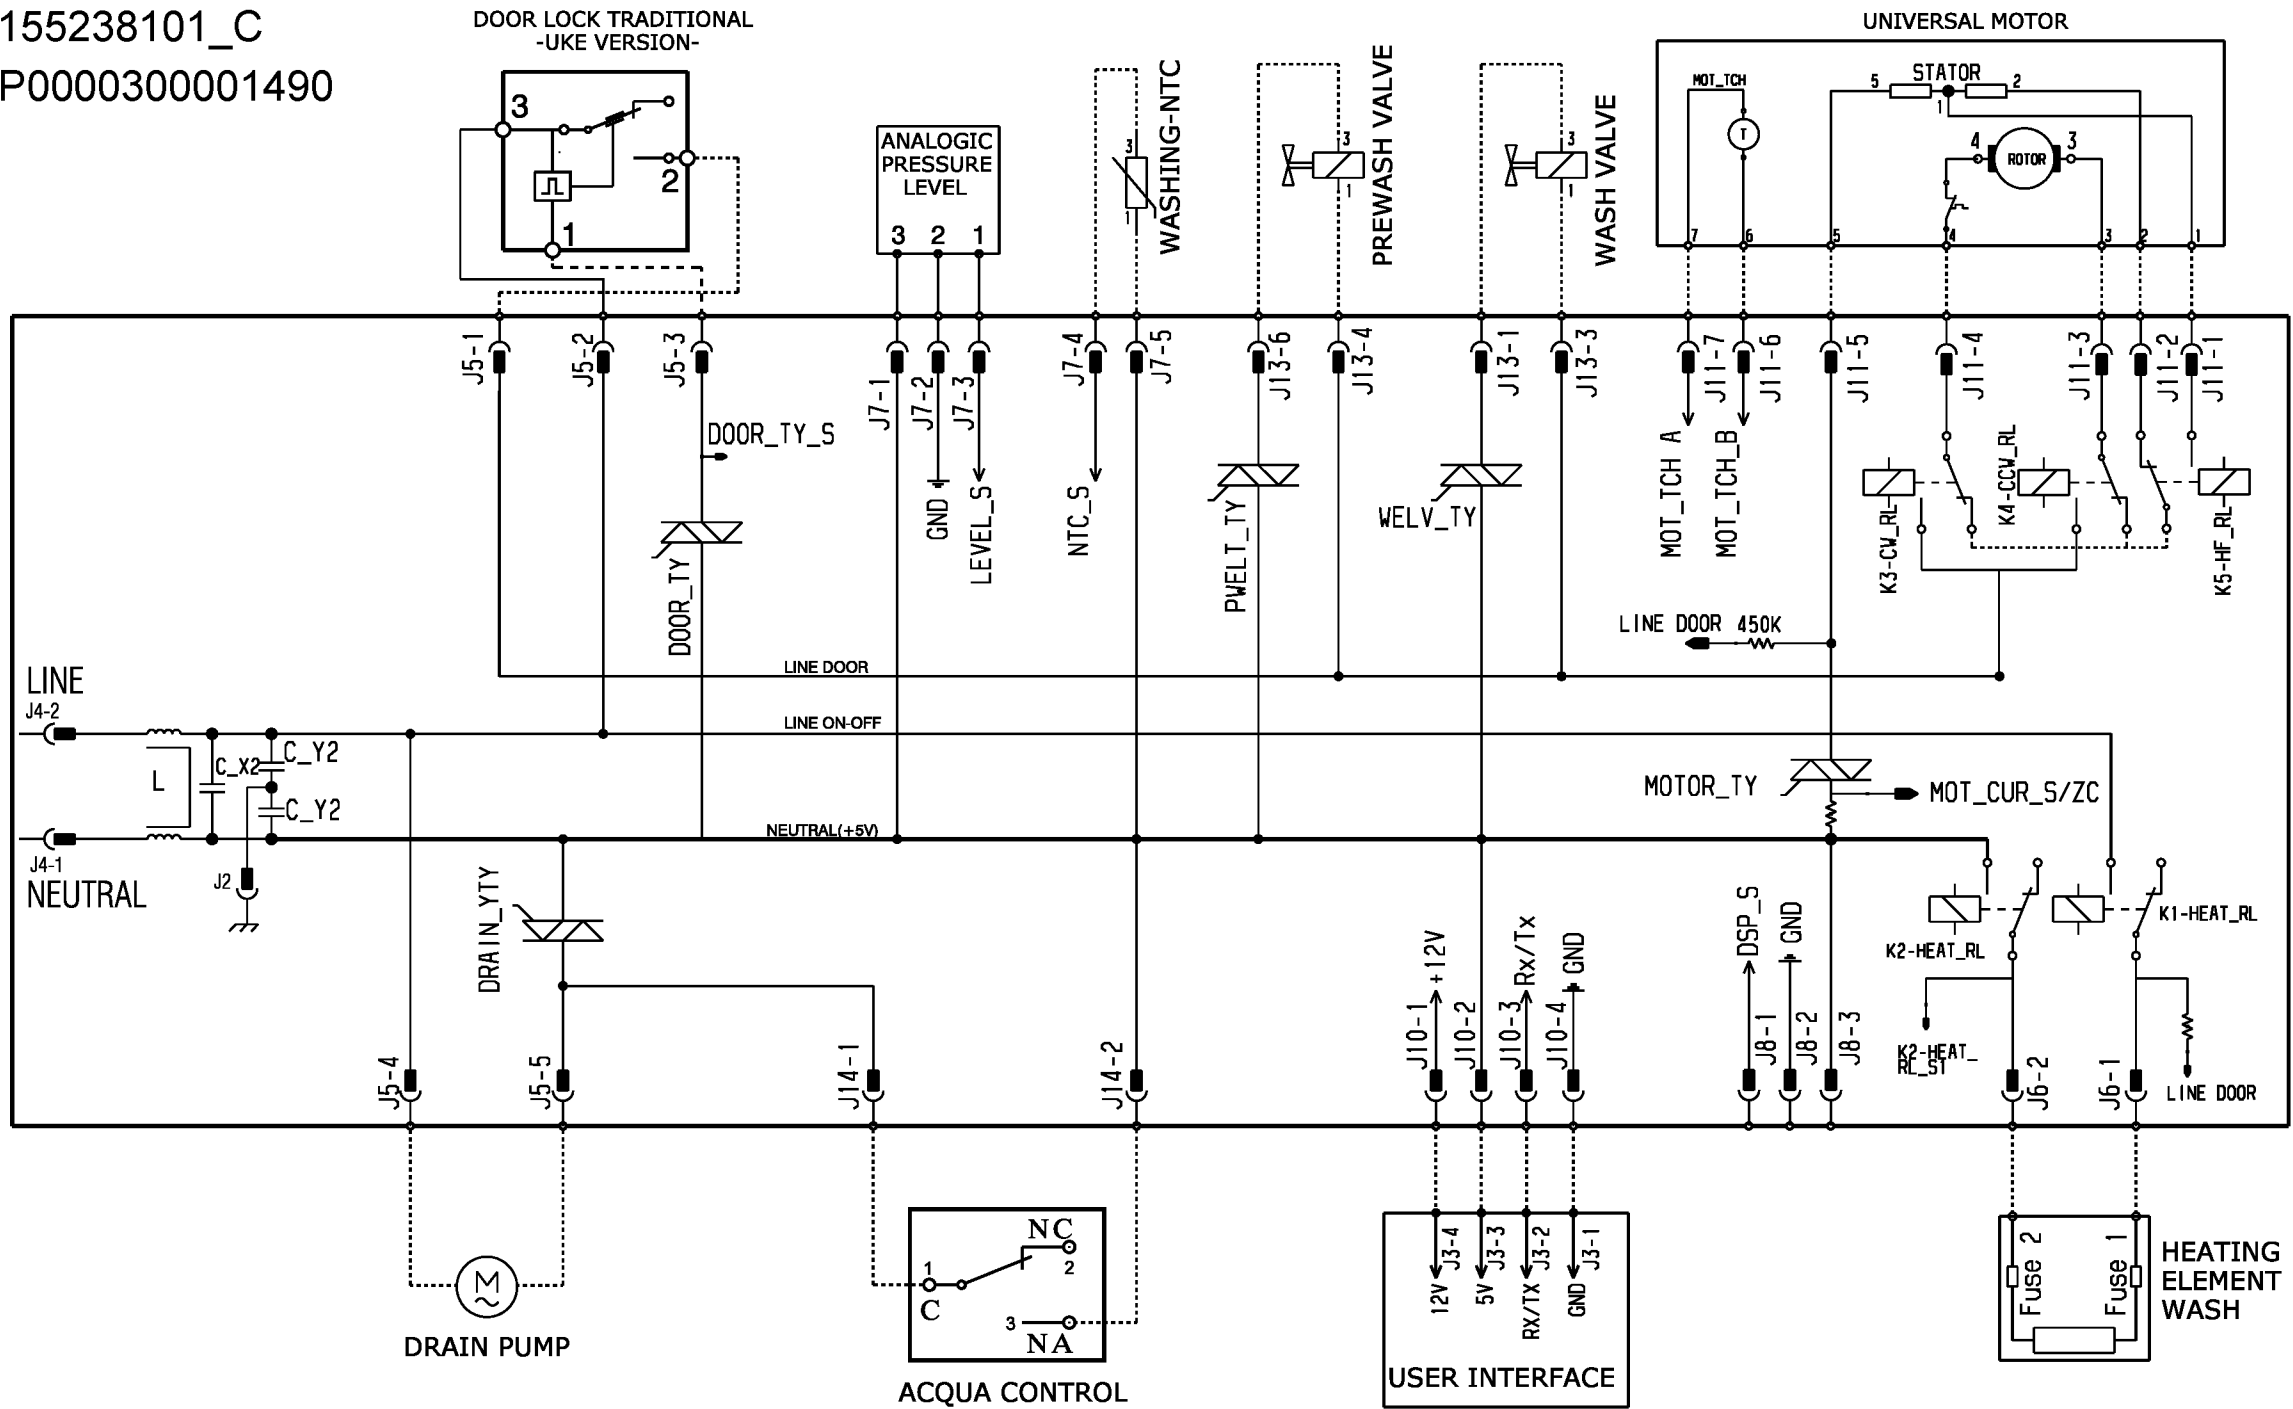 155238101_C
P0000300001490
DOOR LOCK TRADITIONAL
-UKE VERSION-
3
2
1
ANALOGIC
PRESSURE
LEVEL
3 2 1
WASHING-NTC
3
1
PREWASH VALVE
3
1
WASH VALVE
3
1
UNIVERSAL MOTOR
MOT_TCH
T
5 STATOR 2
1
4 ROTOR 3
7 6 5 4 3 2 1
J5-1
J5-2
J5-3
J7-1
J7-2
J7-3
J7-4
J7-5
J13-6
J13-4
J13-1
J13-3
J11-7
J11-6
J11-5
J11-4
J11-3
J11-2
J11-1
DOOR_TY_S
DOOR_TY
GND
LEVEL_S
NTC_S
PWELT_TY
WELV_TY
MOT_TCH A
MOT_TCH_B
K3-CW_RL
K4-CCW_RL
K5-HF_RL
LINE DOOR 450K
LINE DOOR
LINE
J4-2
LINE ON-OFF
L
C_X2
C_Y2
C_Y2
NEUTRAL(+5V)
J4-1
NEUTRAL
J2
MOTOR_TY
MOT_CUR_S/ZC
DRAIN_YTY
K2-HEAT_RL
K1-HEAT_RL
K2-HEAT_
RL_S1
LINE DOOR
+12V
Rx/Tx
GND
DSP_S
GND
J5-4
J5-5
J14-1
J14-2
J10-1
J10-2
J10-3
J10-4
J8-1
J8-2
J8-3
J6-2
J6-1
M
DRAIN PUMP
NC
2
1
C
3
NA
ACQUA CONTROL
J3-4
J3-3
J3-2
J3-1
12V
5V
RX/TX
GND
USER INTERFACE
Fuse 2
Fuse 1
HEATING
ELEMENT
WASH